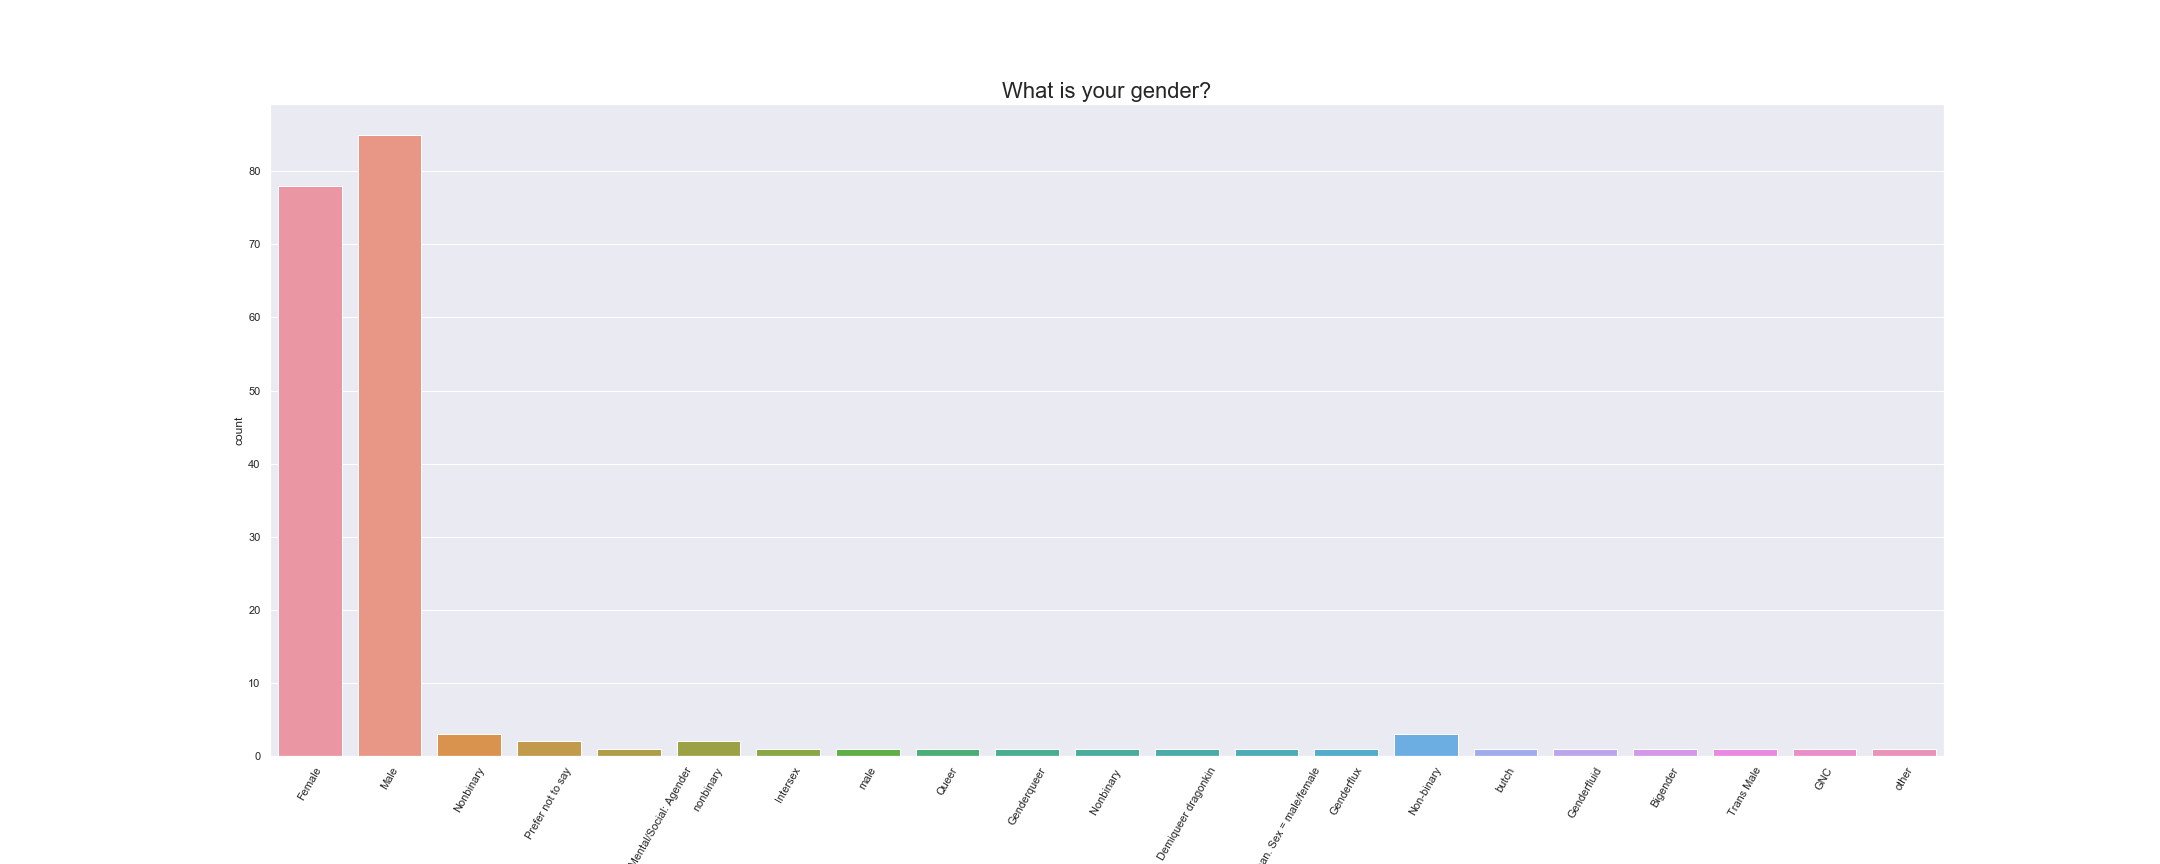 What is your gender?
80
70
60
50
40
30
20
10
0
count
Female
Male
Nonbinary
Prefer not to say
Mental/Social: Agender
nonbinary
Intersex
male
Queer
Genderqueer
Nonbinary
Demiqueer dragonkin
Sex = male/female
Genderflux
Non-binary
butch
Genderfluid
Bigender
Trans Male
GNC
other